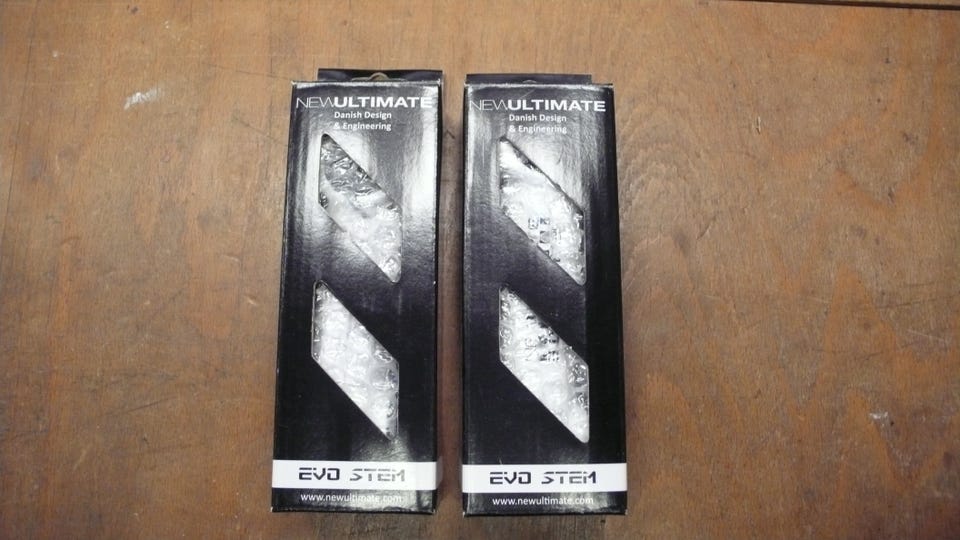 NEWULTIMATE
Danish Design
& Engineering
EVO STEM
www.newultimate.com
NEWULTIMATE
Danish Design
& Engineering
EVO STEM
www.newultimate.com